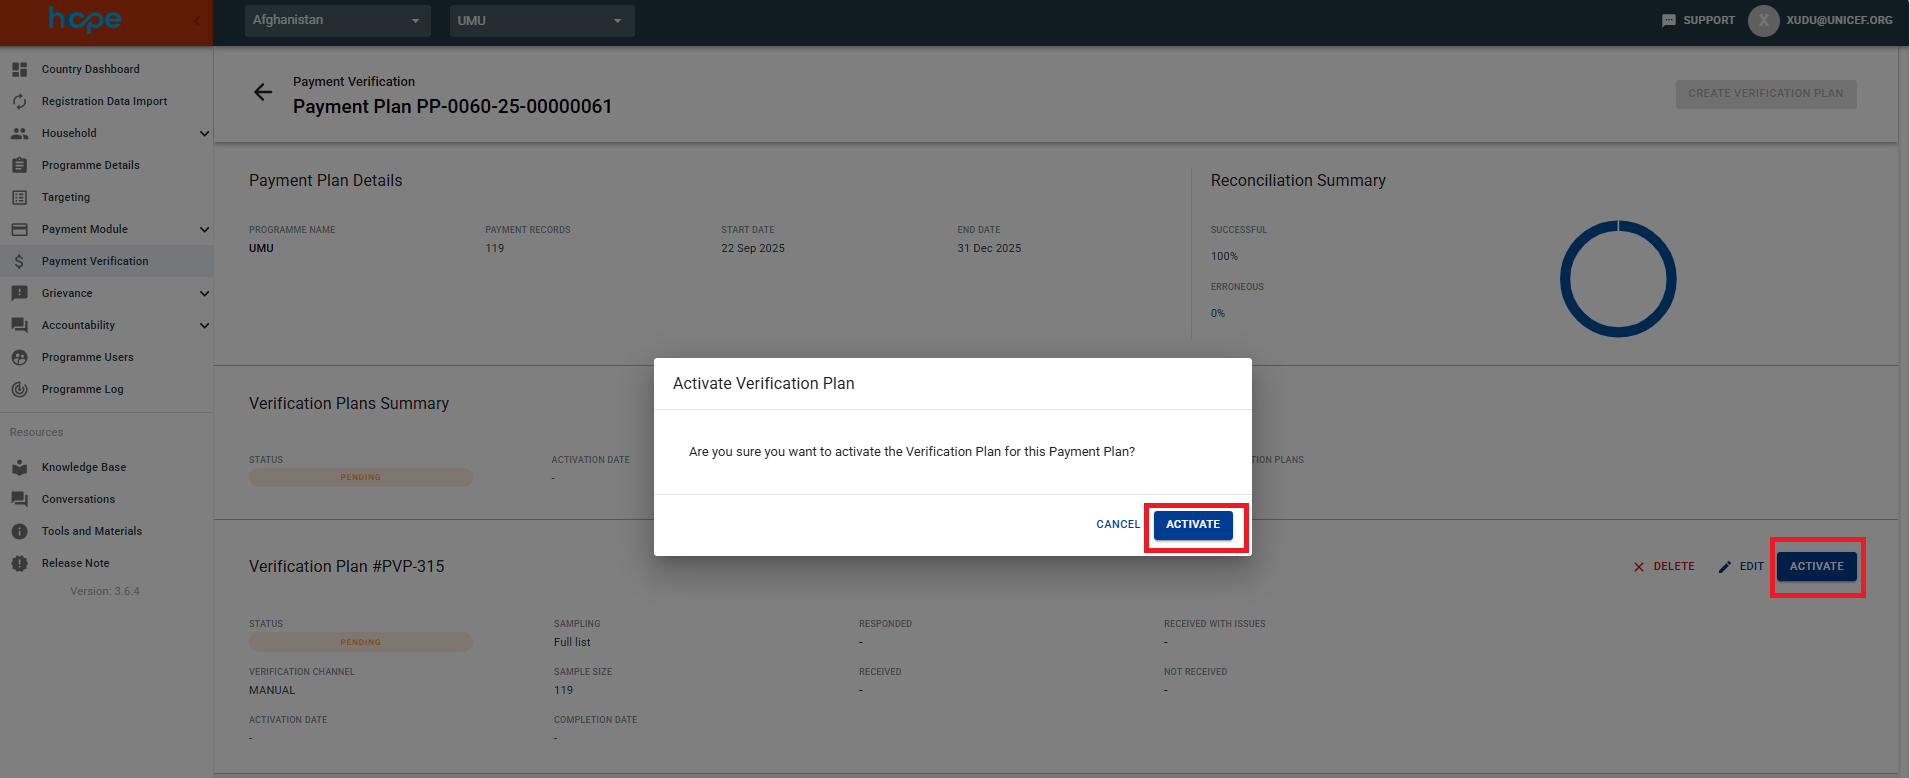 hope
Afghanistan
UMU
SUPPORT
X
XUDU@UNICEF.ORG
Country Dashboard
Registration Data Import
Household
Programme Details
Targeting
Payment Module
Payment Verification
Grievance
Accountability
Programme Users
Programme Log
Resources
Knowledge Base
Conversations
Tools and Materials
Release Note
Version: 3.6.4
Payment Verification
Payment Plan PP-0060-25-00000061
CREATE VERIFICATION PLAN
Payment Plan Details
PROGRAMME NAME
UMU
PAYMENT RECORDS
119
START DATE
22 Sep 2025
END DATE
31 Dec 2025
Reconciliation Summary
SUCCESSFUL
100%
ERRONEOUS
0%
Verification Plans Summary
STATUS
PENDING
ACTIVATION DATE
-
ION PLANS
Activate Verification Plan
Are you sure you want to activate the Verification Plan for this Payment Plan?
CANCEL
ACTIVATE
Verification Plan #PVP-315
DELETE
EDIT
ACTIVATE
STATUS
PENDING
SAMPLING
Full list
RESPONDED
-
RECEIVED WITH ISSUES
-
VERIFICATION CHANNEL
MANUAL
SAMPLE SIZE
119
RECEIVED
-
NOT RECEIVED
-
ACTIVATION DATE
-
COMPLETION DATE
-